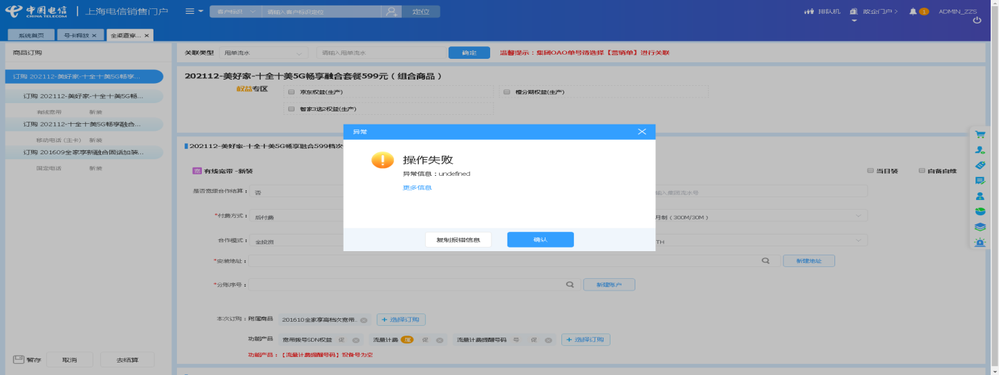 中国电信 CHINA TELECOM | 上海电信销售门户 客户标识 请输入客户标识定位 定位 排队机 政企门户 1 ADMIN_ZZS
系统首页 号卡释放 × 全渠道穿... ×
商品订购
订购 202112-美好家-十全十美5G畅享...
订购 202112-美好家-十全十美5G畅...
有线宽带 新装
订购 202112-十全十美5G畅享融合...
移动电话 (主卡) 新装
订购 201609全家享新融合固话加装...
固定电话 新装
暂存 取消 去结算
关联类型 甩单流水 请输入甩单流水 确定 温馨提示：集团OAO单号请选择【营销单】进行关联
202112-美好家-十全十美5G畅享融合套餐599元（组合商品）
权益专区 京东权益(生产) 橙分期权益(生产)
智家3选2权益(生产)
202112-美好家-十全十美5G畅享融合599档次
宽 有线宽带 -新装 当日装 自备自维
是否宽频合作结算： 否 输入集团流水号
*付费方式： 后付费 月制（300M/30M）
合作模式： 全投资 TH
*安装地址： 新建地址
*分账序号： 新建账户
本次订购：附属商品 201610全家享高档次宽带.. + 选择订购
功能产品 宽带拨号SDN权益 促 流量计费 属 促 流量计费提醒号码 号 促 + 选择订购
功能产品：【流量计费提醒号码】设备号为空
异常
操作失败
异常信息：undefined
更多信息
复制报错信息 确认